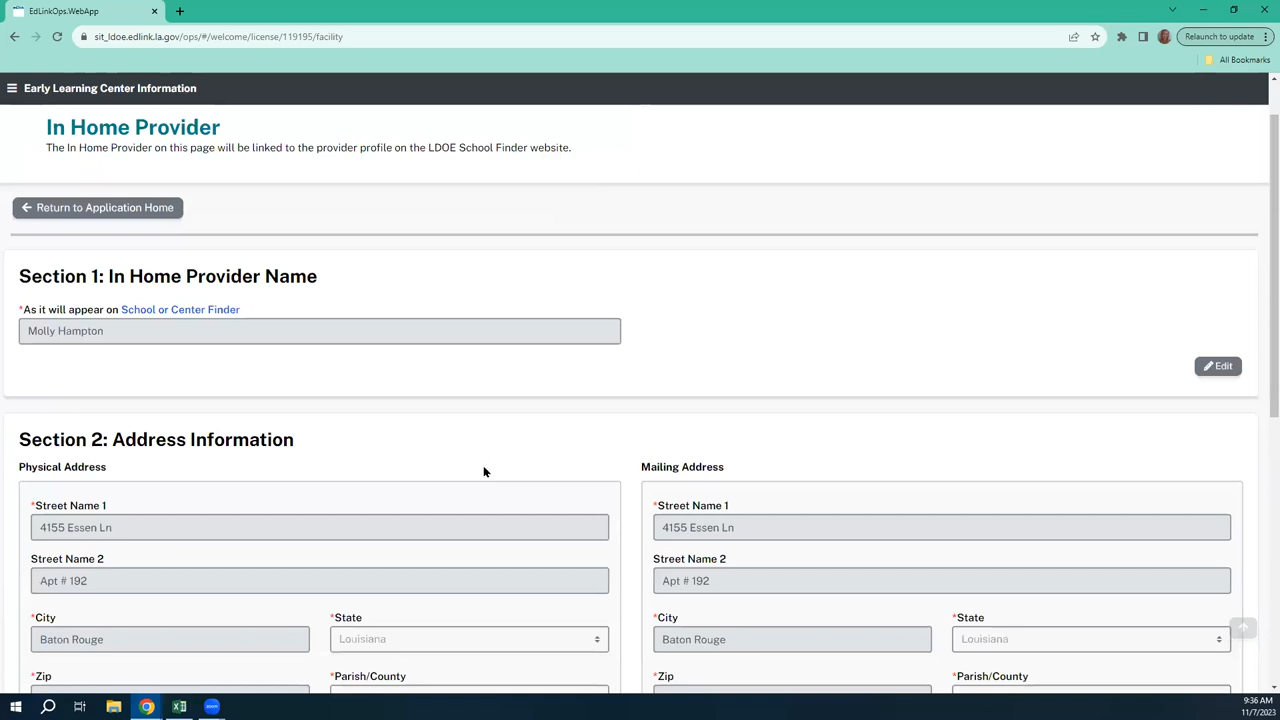 EdLinkOps.WebApp
sit_ldoe.edlink.la.gov/ops/#/welcome/license/119195/facility
Relaunch to update
All Bookmarks
Early Learning Center Information
In Home Provider
The In Home Provider on this page will be linked to the provider profile on the LDOE School Finder website.
Return to Application Home
Section 1: In Home Provider Name
*As it will appear on School or Center Finder
Molly Hampton
Edit
Section 2: Address Information
Physical Address
Mailing Address
*Street Name 1
*Street Name 1
4155 Essen Ln
4155 Essen Ln
Street Name 2
Street Name 2
Apt # 192
Apt # 192
*City
*State
*City
*State
Baton Rouge
Louisiana
Baton Rouge
Louisiana
*Zip
*Parish/County
*Zip
*Parish/County
9:36 AM
11/7/2023